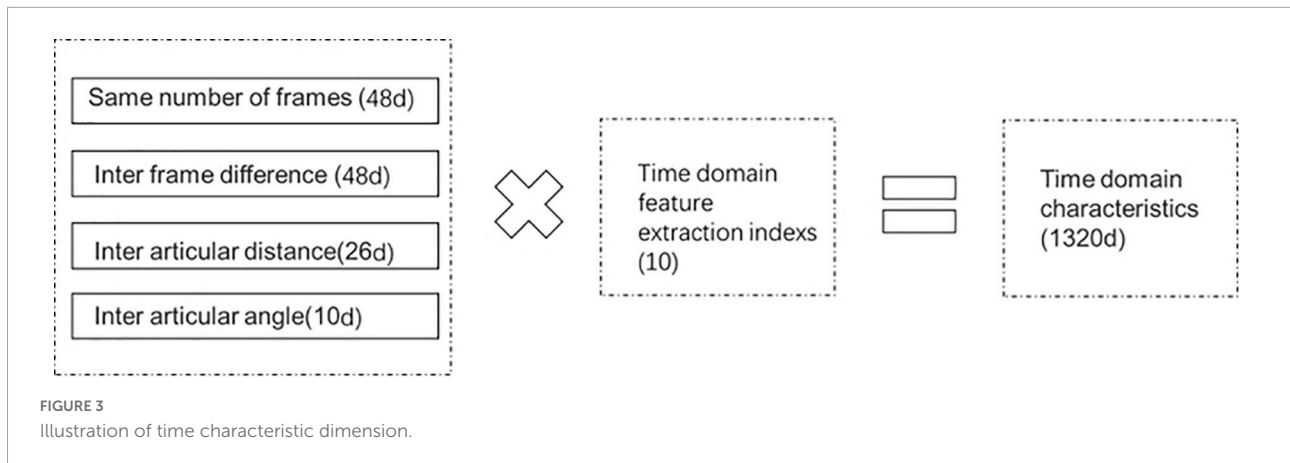 Same number of frames (48d)
Inter frame difference (48d)
Inter articular distance(26d)
Inter articular angle(10d)
Time domain
feature
extraction indexs
(10)
Time domain
characteristics
(1320d)
FIGURE 3
Illustration of time characteristic dimension.